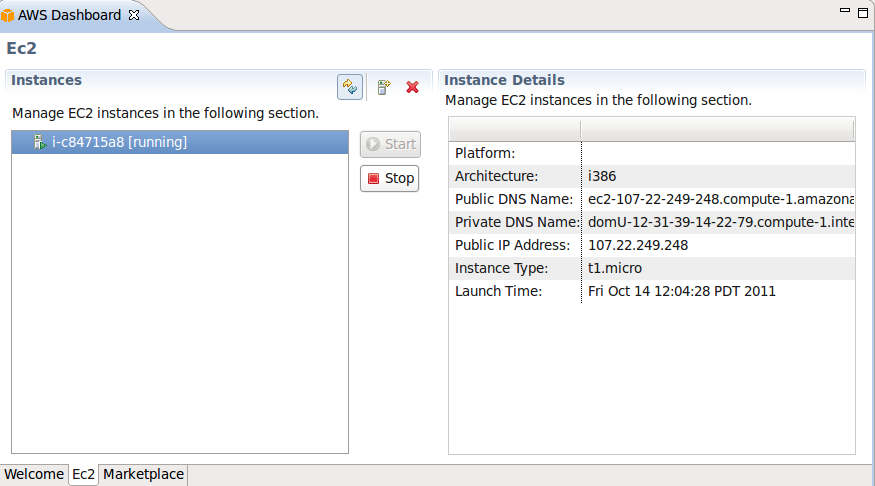 AWS Dashboard
Ec2
Instances
Manage EC2 instances in the following section.
i-c84715a8 [running]
Start
Stop
Instance Details
Manage EC2 instances in the following section.
Platform:
Architecture: i386
Public DNS Name: ec2-107-22-249-248.compute-1.amazona
Private DNS Name: domU-12-31-39-14-22-79.compute-1.inte
Public IP Address: 107.22.249.248
Instance Type: t1.micro
Launch Time: Fri Oct 14 12:04:28 PDT 2011
Welcome Ec2 Marketplace